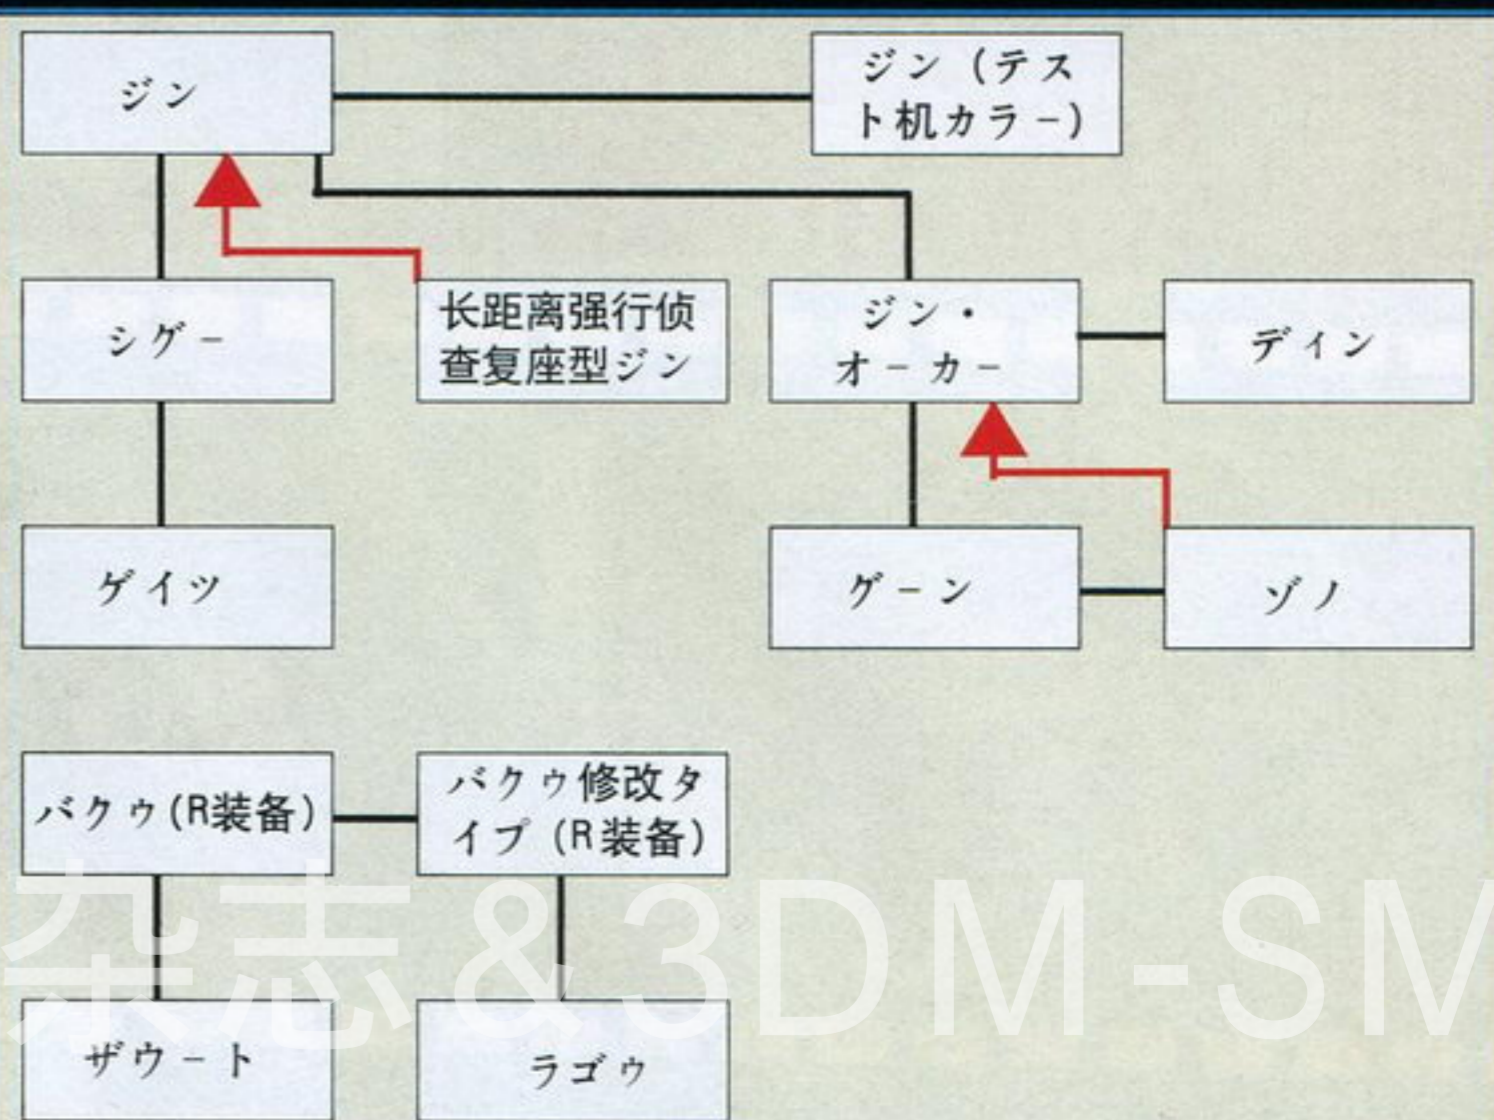 ジン
ジン（テス
ト机カラー）
シグー
长距离强行侦
查复座型ジン
ジン・
オーカー
ディン
ゲイツ
グーン
ゾノ
バクゥ(R装备)
バクゥ修改タ
イプ（R装备）
杂志&3DM-SM
ザウート
ラゴゥ